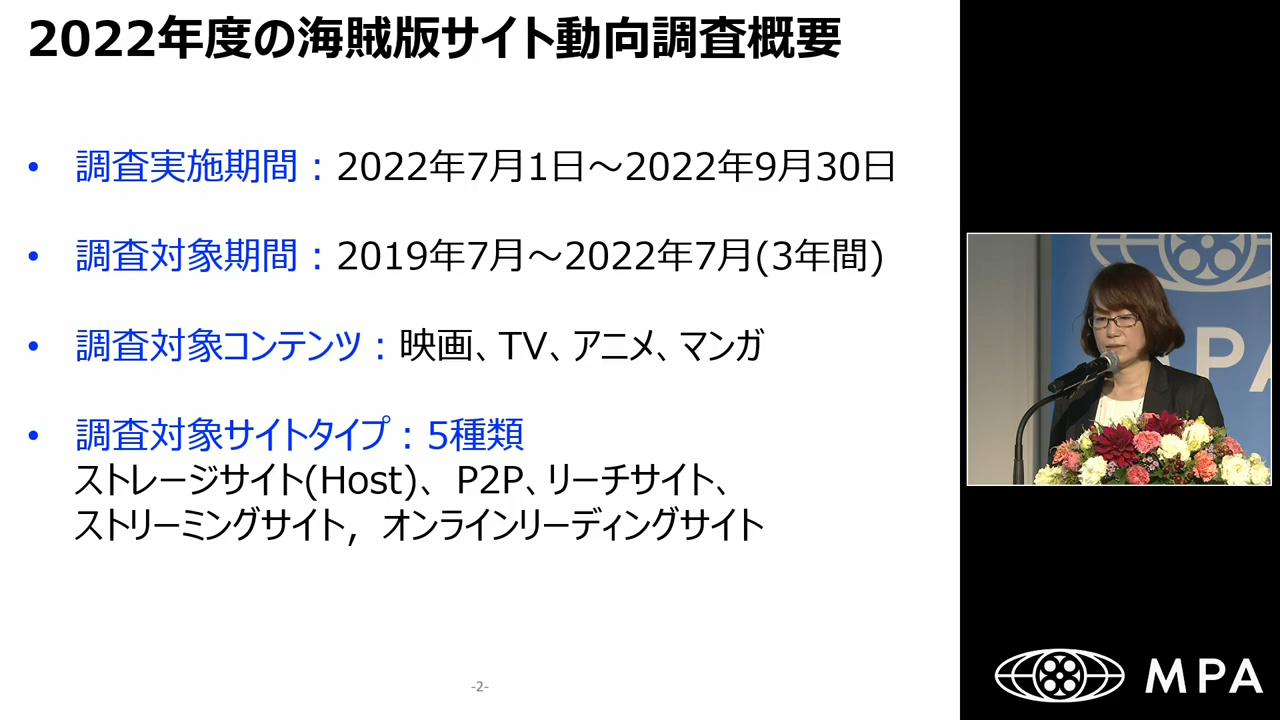 2022年度の海賊版サイト動向調査概要
• 調査実施期間：2022年7月1日～2022年9月30日
• 調査対象期間：2019年7月～2022年7月(3年間)
• 調査対象コンテンツ：映画、TV、アニメ、マンガ
• 調査対象サイトタイプ：5種類
ストレージサイト(Host)、P2P、リーチサイト、
ストリーミングサイト，オンラインリーディングサイト
-2-
PA
MPA